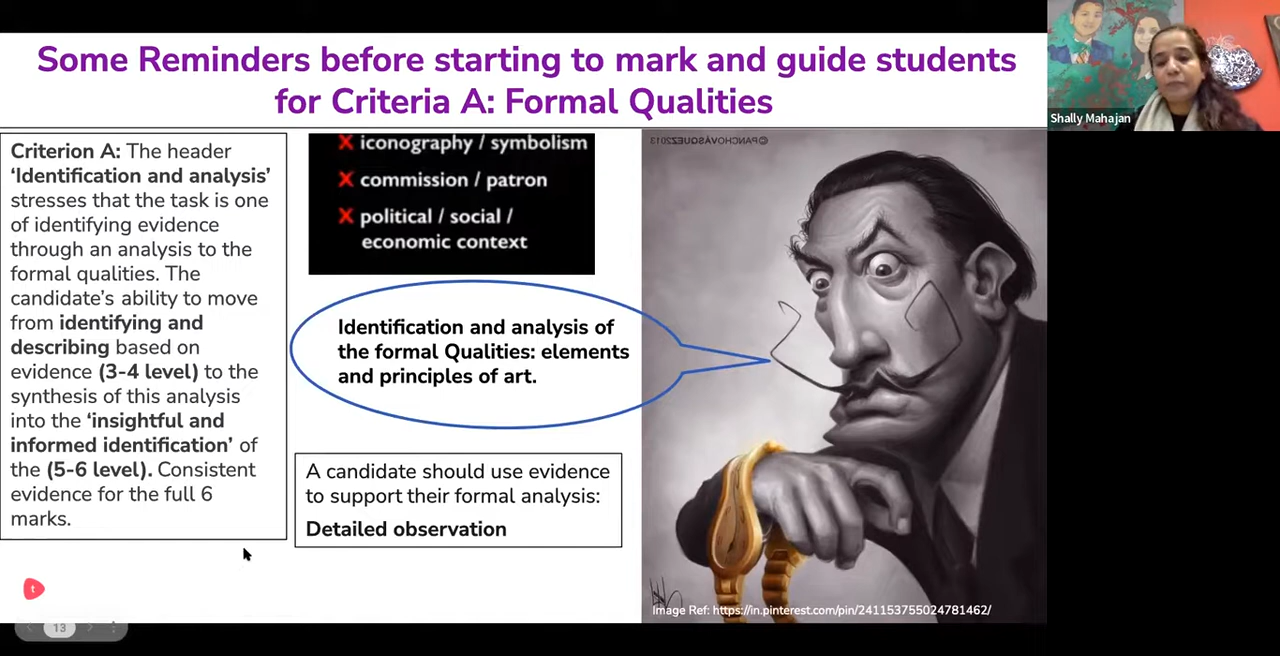 Some Reminders before starting to mark and guide students
for Criteria A: Formal Qualities
Shally Mahajan
Criterion A: The header
‘Identification and analysis’
stresses that the task is one
of identifying evidence
through an analysis to the
formal qualities. The
candidate’s ability to move
from identifying and
describing based on
evidence (3-4 level) to the
synthesis of this analysis
into the ‘insightful and
informed identification’ of
the (5-6 level). Consistent
evidence for the full 6
marks.
X iconography / symbolism
X commission / patron
X political / social /
economic context
Identification and analysis of
the formal Qualities: elements
and principles of art.
A candidate should use evidence
to support their formal analysis:
Detailed observation
©PANCHOVÁSQUEZ2013
Image Ref: https://in.pinterest.com/pin/241153755024781462/
t
13